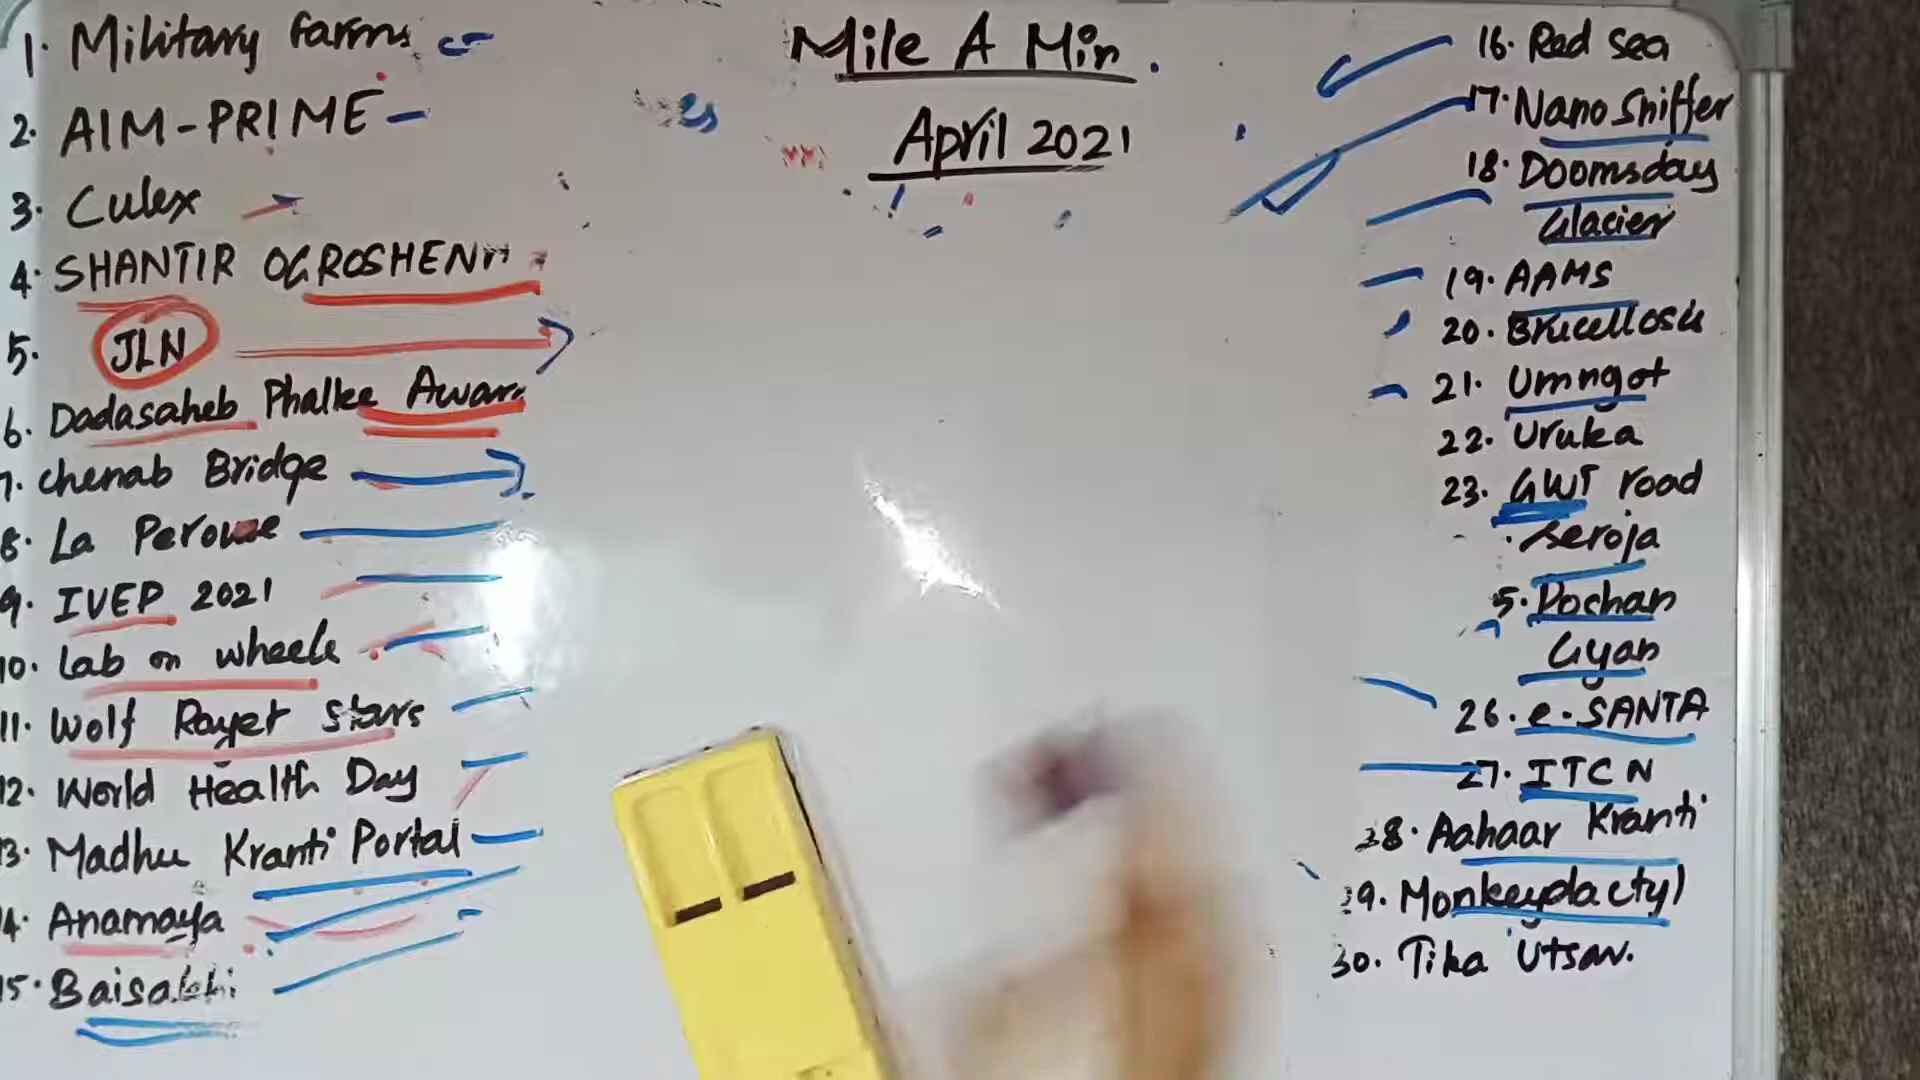 Mile A Min.
April 2021
1. Military farms
2. AIM-PRIME
3. Culex
4. SHANTIR OGROSHENA
5. JLN
6. Dadasaheb Phalke Award
7. Chenab Bridge
8. La Perouse
9. IVEP 2021
10. Lab on wheels
11. Wolf Rayet Stars
12. World Health Day
13. Madhu Kranti Portal
14. Anamaya
15. Baisakhi
16. Red sea
17. Nano Sniffer
18. Doomsday
Glacier
19. AAMS
20. Brucellosis
21. Umngot
22. Uruka
23. GWT road
. Seroja
5. Poshan
Gyan
26. e.SANTA
27. ITCN
28. Aahaar Kranti
29. Monkeydactyl
30. Tika Utsav.